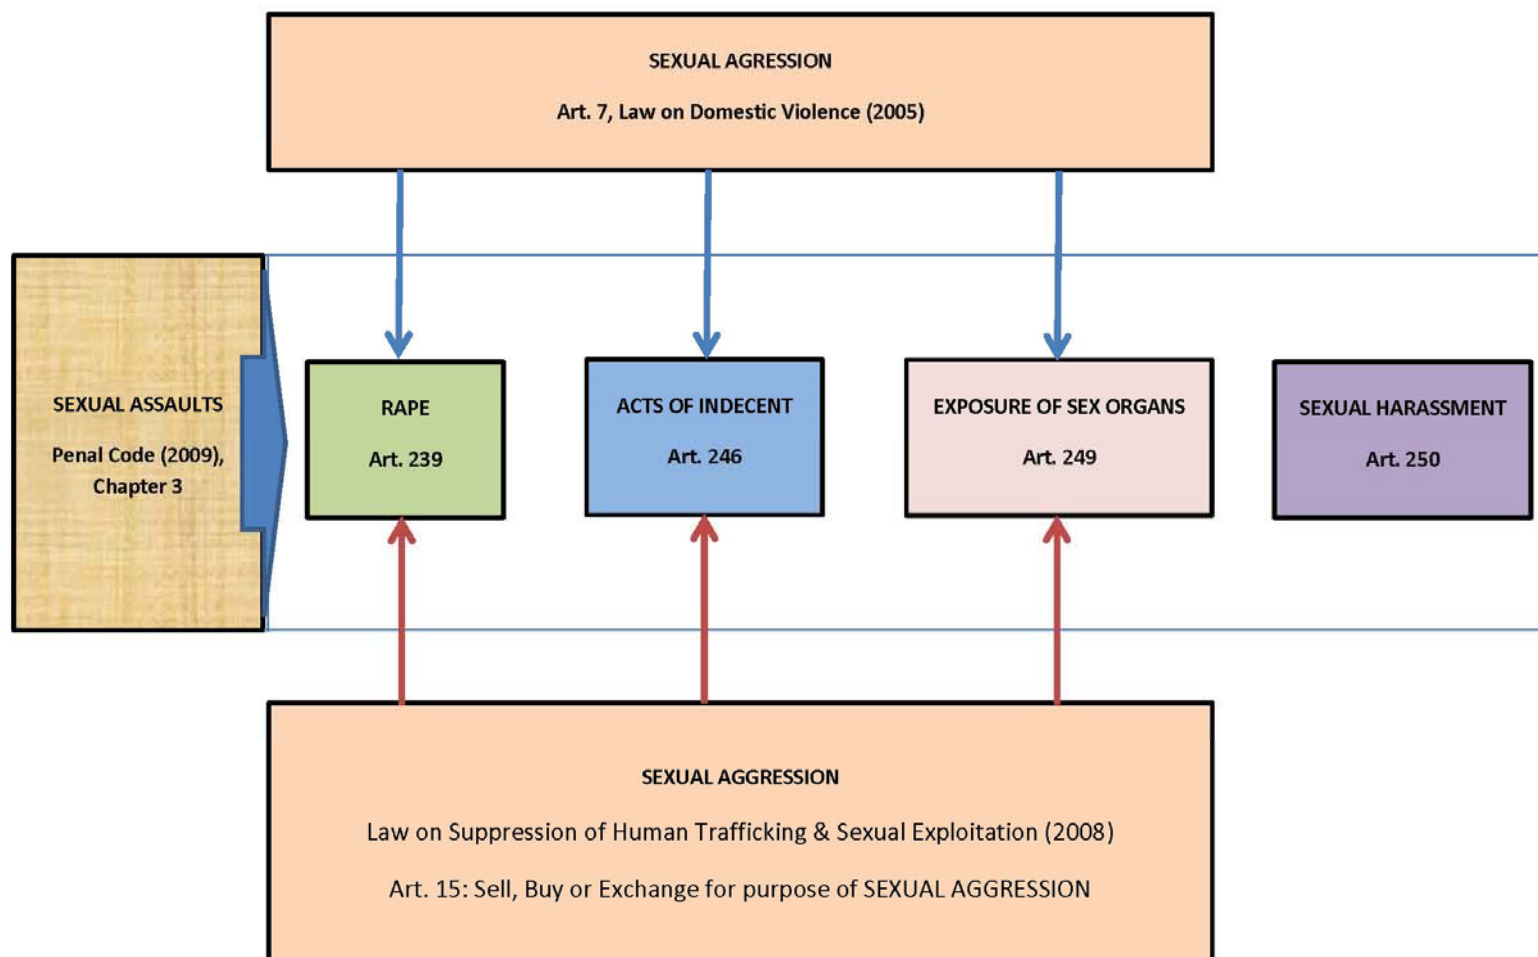 SEXUAL AGRESSION
Art. 7, Law on Domestic Violence (2005)
SEXUAL ASSAULTS
Penal Code (2009),
Chapter 3
RAPE
Art. 239
ACTS OF INDECENT
Art. 246
EXPOSURE OF SEX ORGANS
Art. 249
SEXUAL HARASSMENT
Art. 250
SEXUAL AGGRESSION
Law on Suppression of Human Trafficking & Sexual Exploitation (2008)
Art. 15: Sell, Buy or Exchange for purpose of SEXUAL AGGRESSION